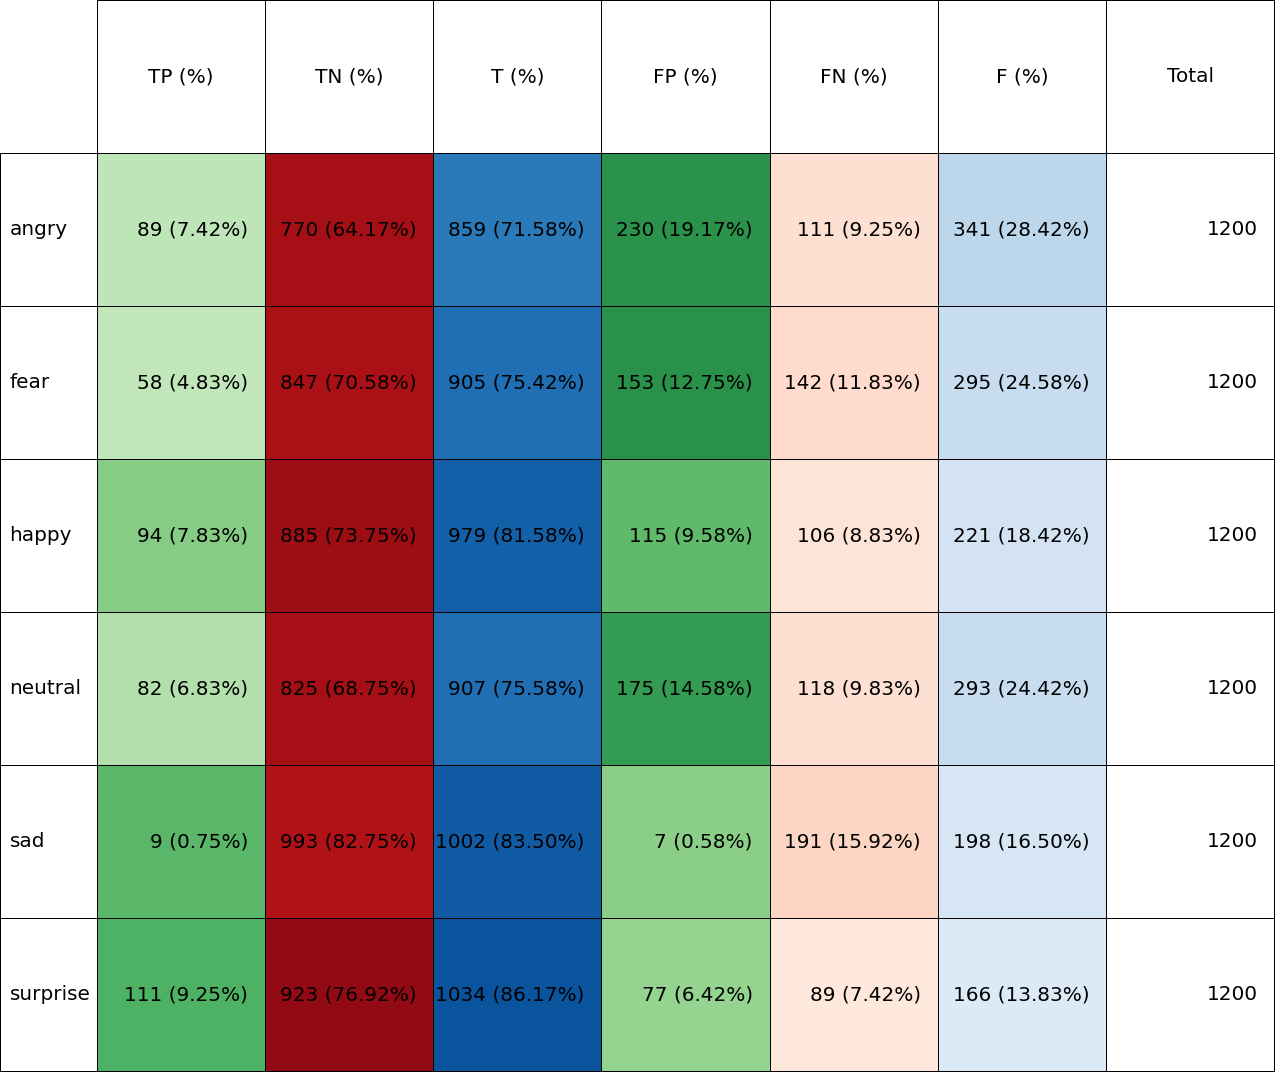 TP (%) TN (%) T (%) FP (%) FN (%) F (%) Total
angry 89 (7.42%) 770 (64.17%) 859 (71.58%) 230 (19.17%) 111 (9.25%) 341 (28.42%) 1200
fear 58 (4.83%) 847 (70.58%) 905 (75.42%) 153 (12.75%) 142 (11.83%) 295 (24.58%) 1200
happy 94 (7.83%) 885 (73.75%) 979 (81.58%) 115 (9.58%) 106 (8.83%) 221 (18.42%) 1200
neutral 82 (6.83%) 825 (68.75%) 907 (75.58%) 175 (14.58%) 118 (9.83%) 293 (24.42%) 1200
sad 9 (0.75%) 993 (82.75%) 1002 (83.50%) 7 (0.58%) 191 (15.92%) 198 (16.50%) 1200
surprise 111 (9.25%) 923 (76.92%) 1034 (86.17%) 77 (6.42%) 89 (7.42%) 166 (13.83%) 1200